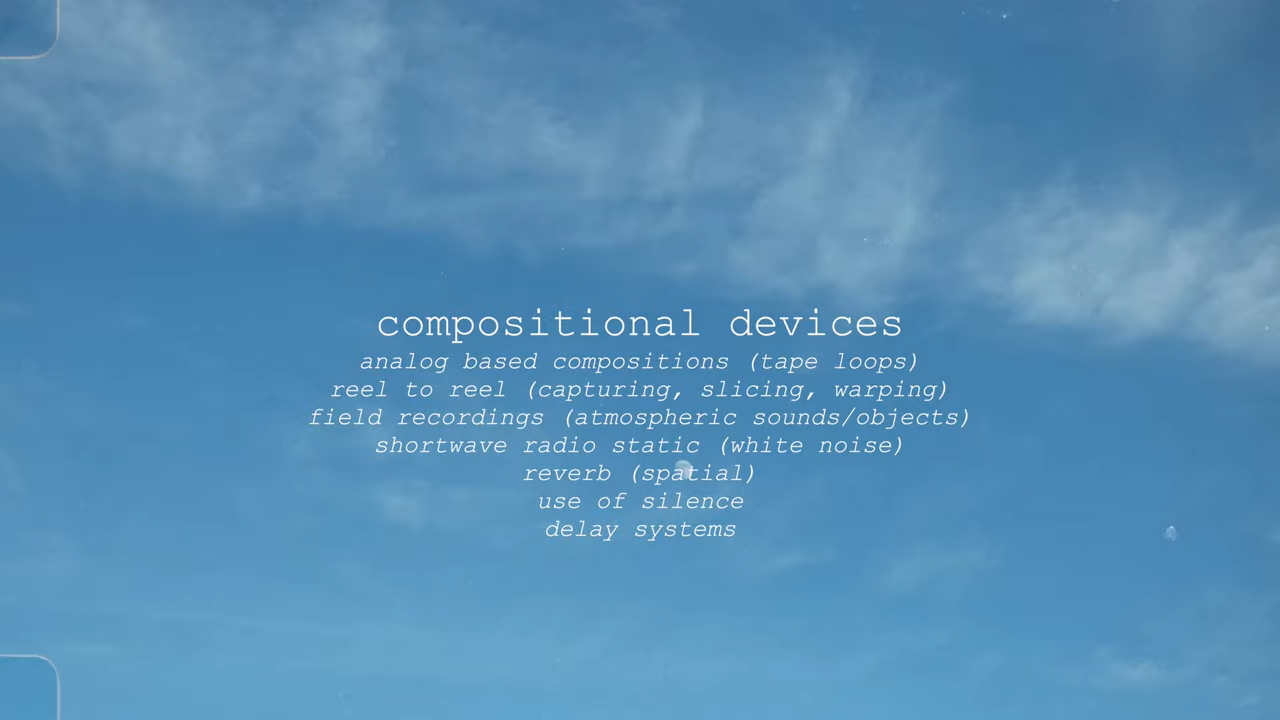 compositional devices
analog based compositions (tape loops)
reel to reel (capturing, slicing, warping)
field recordings (atmospheric sounds/objects)
shortwave radio static (white noise)
reverb (spatial)
use of silence
delay systems